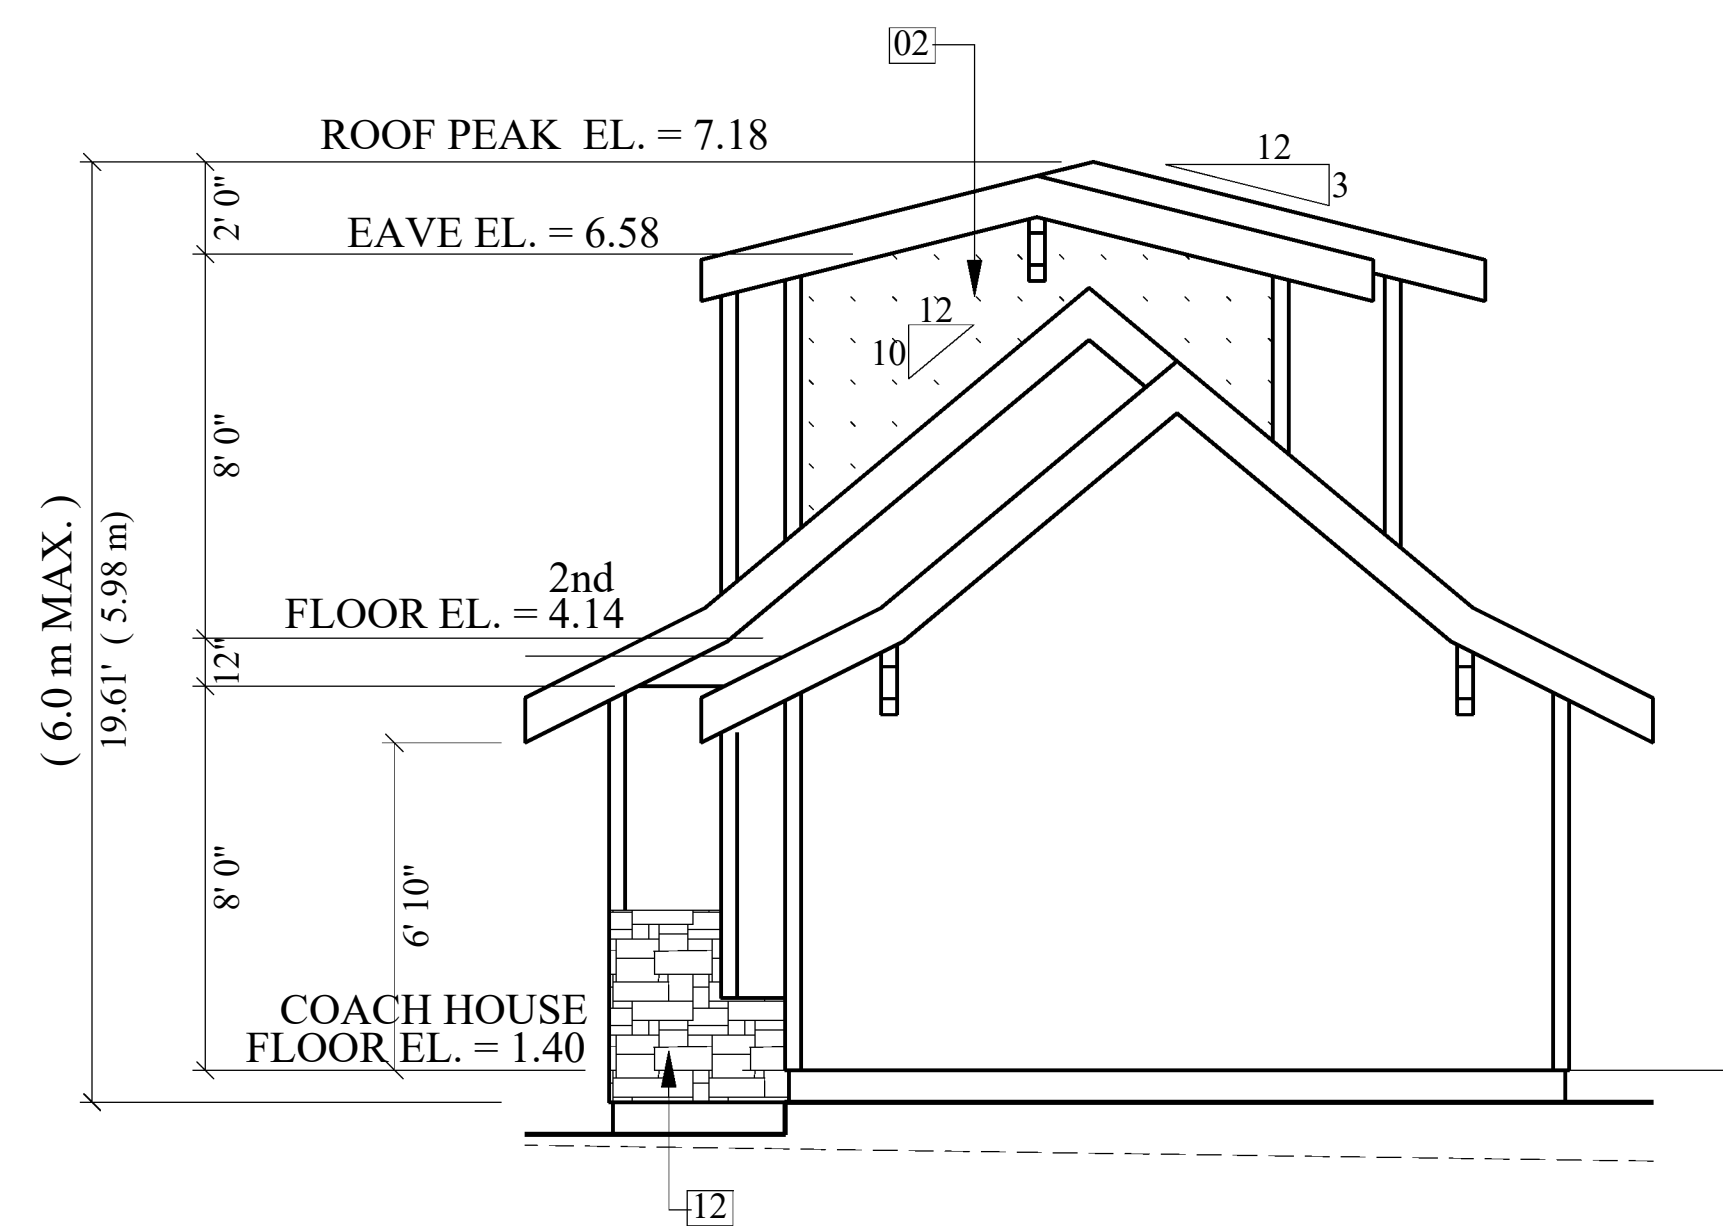 02
ROOF PEAK EL. = 7.18
12
3
2' 0"
EAVE EL. = 6.58
12
10
8' 0"
( 6.0 m MAX. )
19.61' ( 5.98 m)
2nd
FLOOR EL. = 4.14
12"
8' 0"
6' 10"
COACH HOUSE
FLOOR EL. = 1.40
12